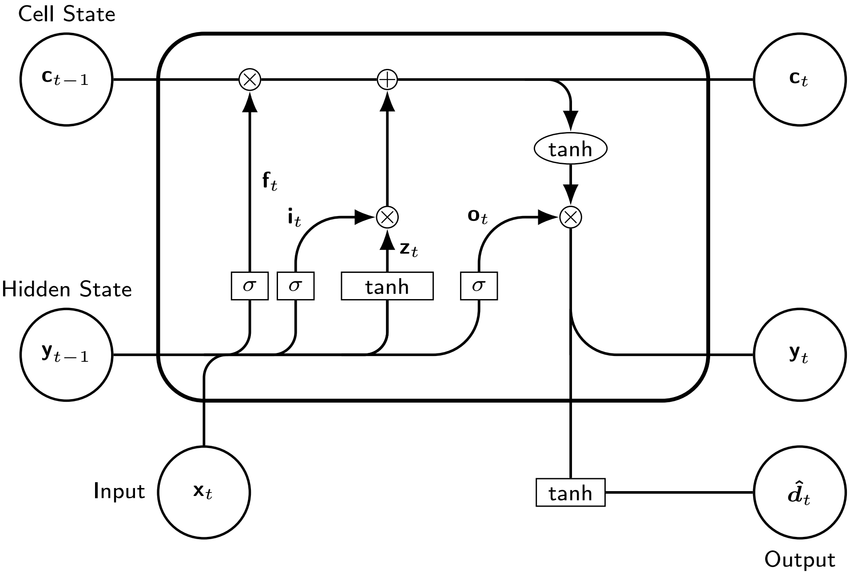 Cell State
c_{t−1}
×
+
c_t
tanh
f_t
i_t
×
o_t
×
z_t
σ
σ
tanh
σ
Hidden State
y_{t−1}
y_t
Input
x_t
tanh
d̂_t
Output